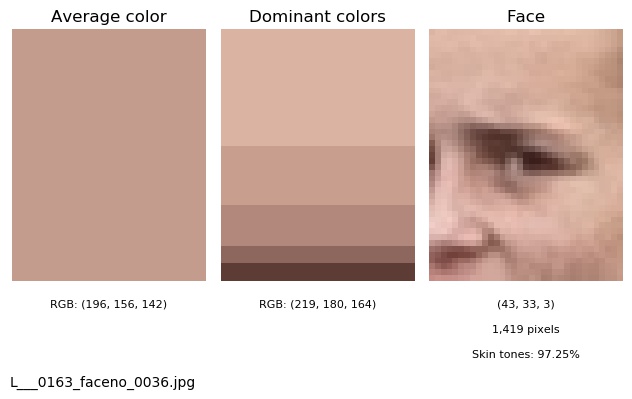 Average color
Dominant colors
Face
RGB: (196, 156, 142)
RGB: (219, 180, 164)
(43, 33, 3)
1,419 pixels
Skin tones: 97.25%
L___0163_faceno_0036.jpg